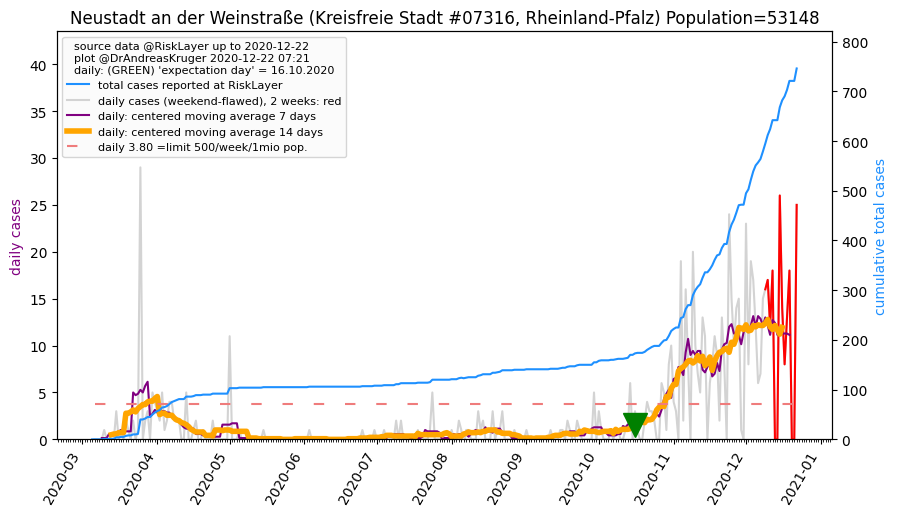 Neustadt an der Weinstraße (Kreisfreie Stadt #07316, Rheinland-Pfalz) Population=53148
source data @RiskLayer up to 2020-12-22
plot @DrAndreasKruger 2020-12-22 07:21
daily: (GREEN) 'expectation day' = 16.10.2020
total cases reported at RiskLayer
daily cases (weekend-flawed), 2 weeks: red
daily: centered moving average 7 days
daily: centered moving average 14 days
daily 3.80 =limit 500/week/1mio pop.
daily cases
40
35
30
25
20
15
10
5
0
cumulative total cases
800
700
600
500
400
300
200
100
0
2020-03
2020-04
2020-05
2020-06
2020-07
2020-08
2020-09
2020-10
2020-11
2020-12
2021-01